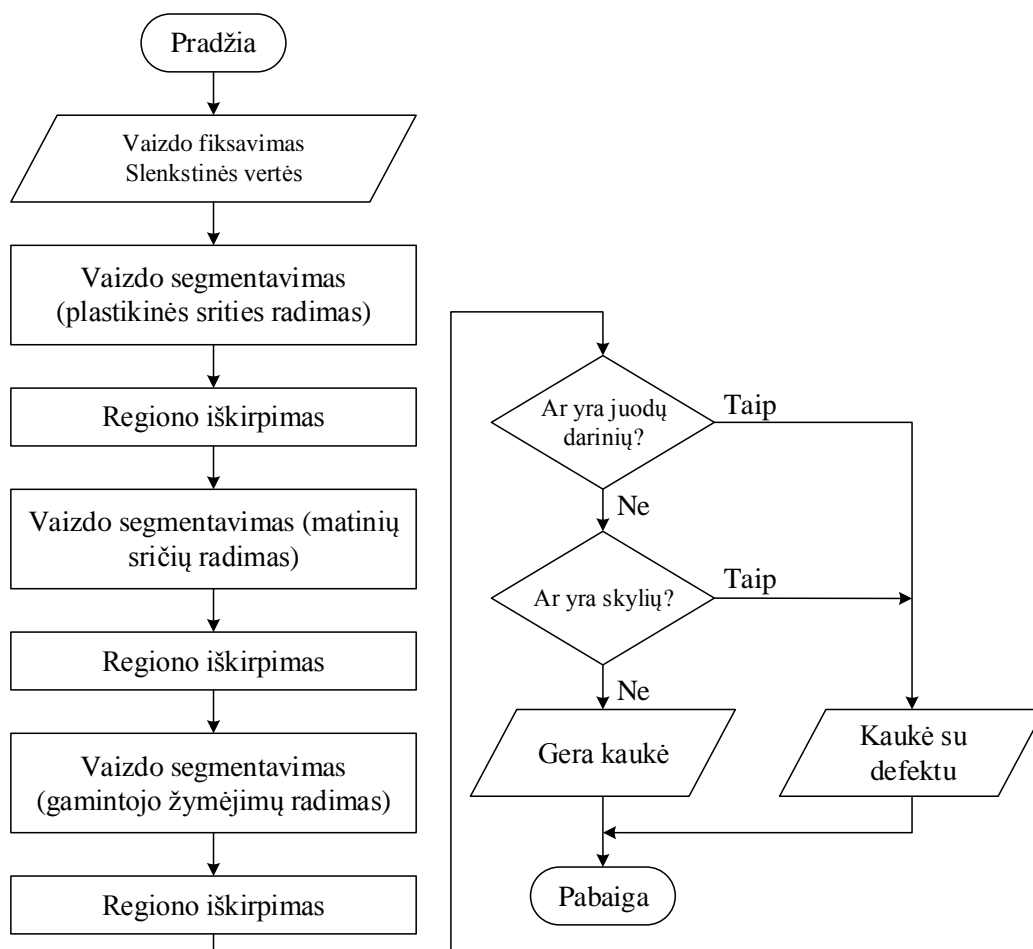 Pradžia
Vaizdo fiksavimas
Slenkstinės vertės
Vaizdo segmentavimas
(plastikinės srities radimas)
Regiono iškirpimas
Vaizdo segmentavimas (matinių
sričių radimas)
Regiono iškirpimas
Vaizdo segmentavimas
(gamintojo žymėjimų radimas)
Regiono iškirpimas
Ar yra juodų
darinių?
Taip
Ne
Ar yra skylių?
Taip
Ne
Gera kaukė
Kaukė su
defektu
Pabaiga